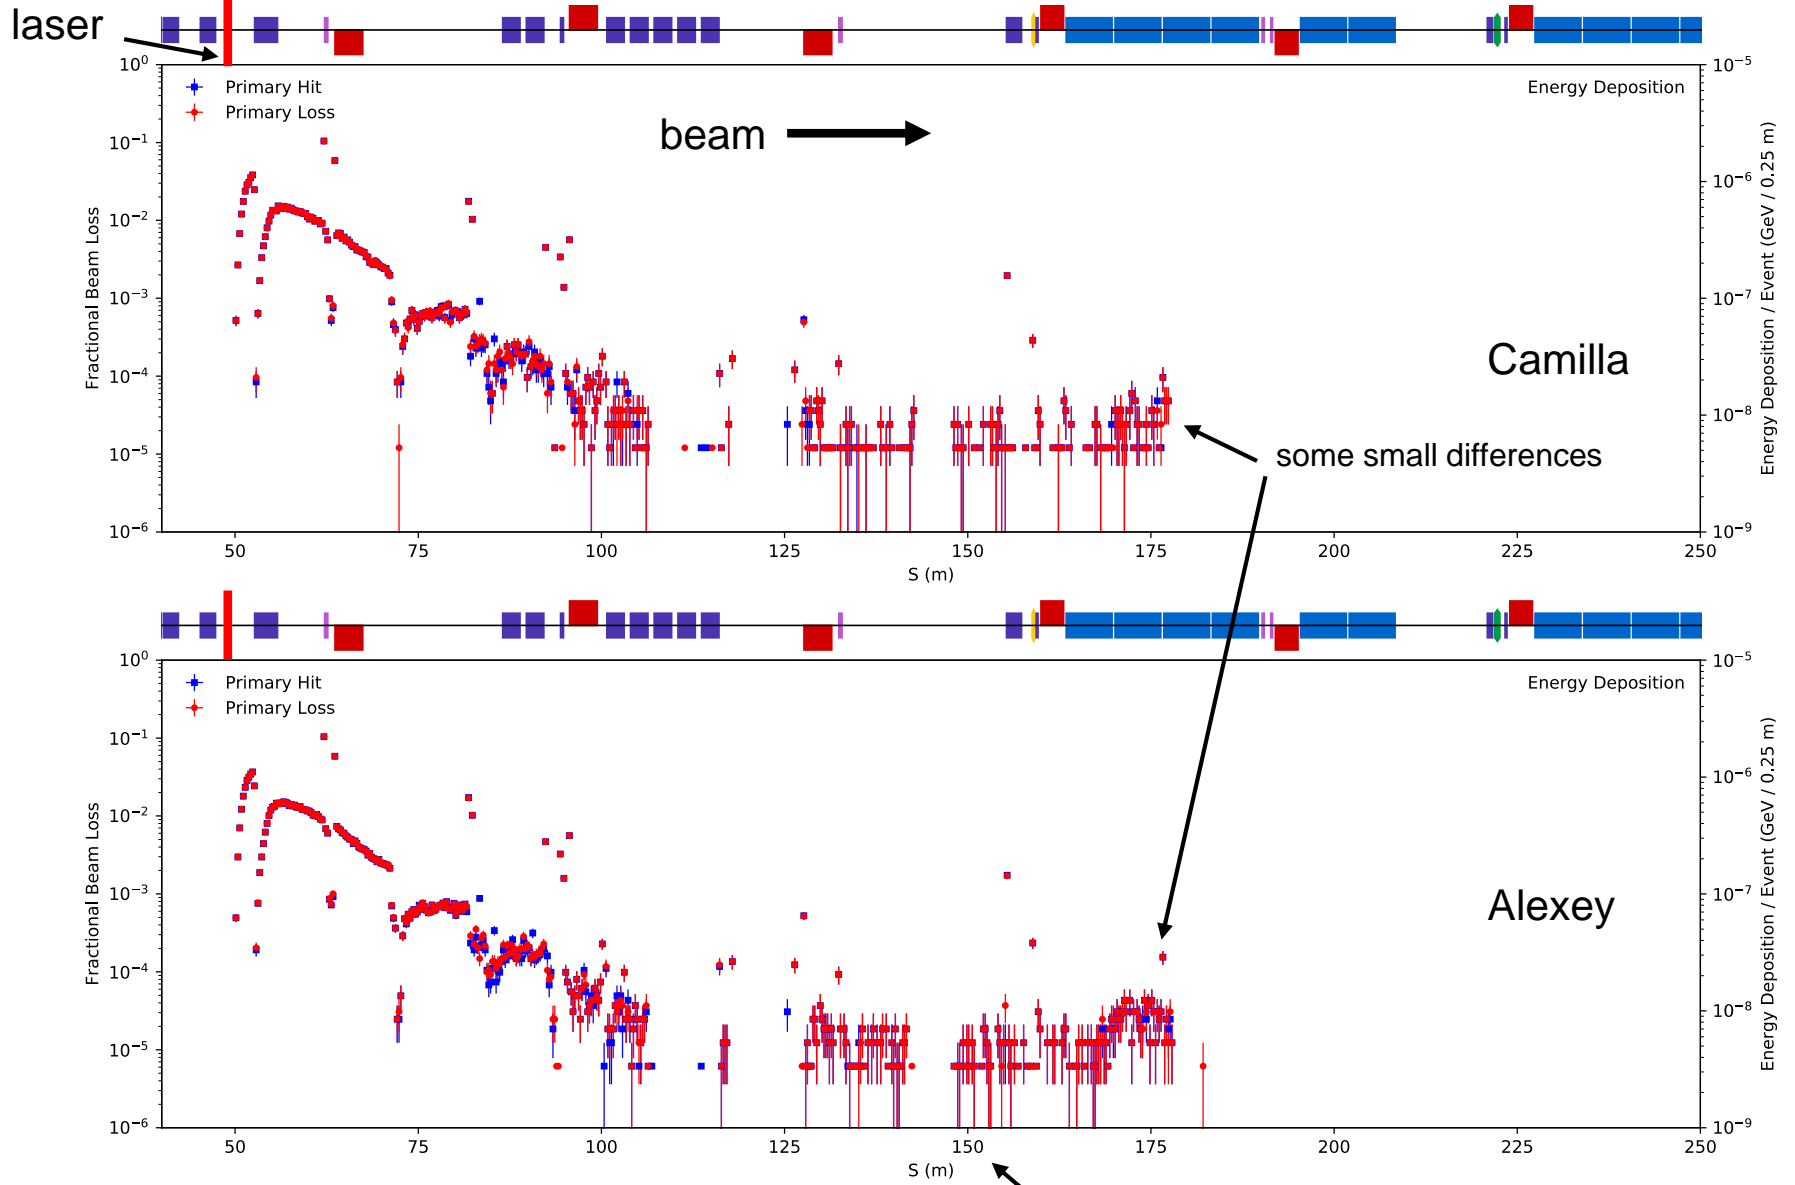 laser
10⁰
10⁻¹
10⁻²
10⁻³
10⁻⁴
10⁻⁵
10⁻⁶
Fractional Beam Loss
Primary Hit
Primary Loss
beam
Energy Deposition
Camilla
some small differences
10⁻⁵
10⁻⁶
10⁻⁷
10⁻⁸
10⁻⁹
Energy Deposition / Event (GeV / 0.25 m)
50 75 100 125 150 175 200 225 250
S (m)
10⁰
10⁻¹
10⁻²
10⁻³
10⁻⁴
10⁻⁵
10⁻⁶
Fractional Beam Loss
Primary Hit
Primary Loss
Energy Deposition
Alexey
10⁻⁵
10⁻⁶
10⁻⁷
10⁻⁸
10⁻⁹
Energy Deposition / Event (GeV / 0.25 m)
50 75 100 125 150 175 200 225 250
S (m)